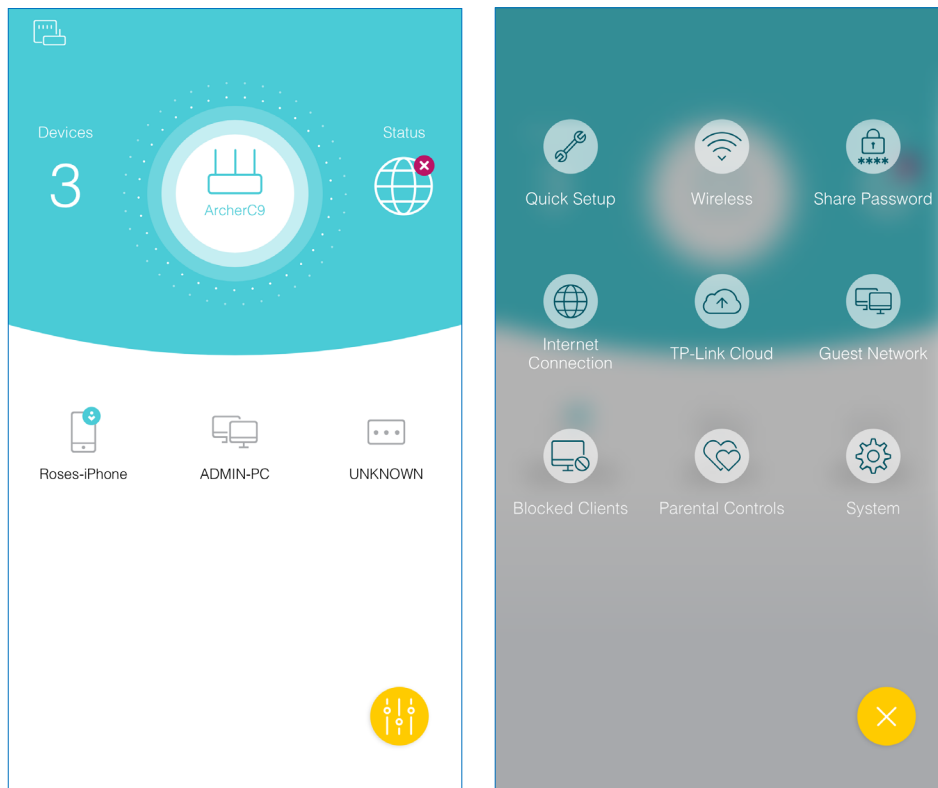 Devices
3
ArcherC9
Status
Roses-iPhone
ADMIN-PC
UNKNOWN
Quick Setup
Wireless
****
Share Password
Internet
Connection
TP-Link Cloud
Guest Network
Blocked Clients
Parental Controls
System